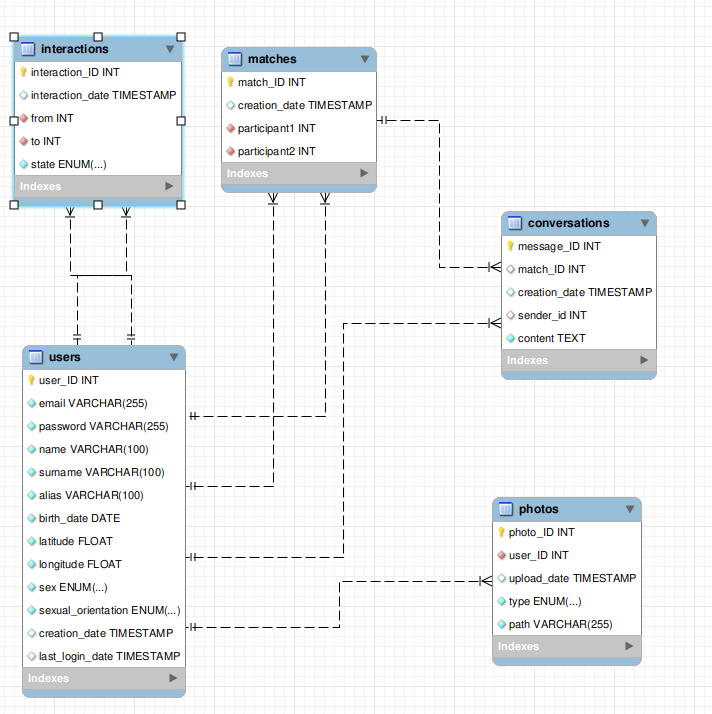 interactions
interaction_ID INT
interaction_date TIMESTAMP
from INT
to INT
state ENUM(...)
Indexes
matches
match_ID INT
creation_date TIMESTAMP
participant1 INT
participant2 INT
Indexes
conversations
message_ID INT
match_ID INT
creation_date TIMESTAMP
sender_id INT
content TEXT
Indexes
users
user_ID INT
email VARCHAR(255)
password VARCHAR(255)
name VARCHAR(100)
surname VARCHAR(100)
alias VARCHAR(100)
birth_date DATE
latitude FLOAT
longitude FLOAT
sex ENUM(...)
sexual_orientation ENUM(...)
creation_date TIMESTAMP
last_login_date TIMESTAMP
Indexes
photos
photo_ID INT
user_ID INT
upload_date TIMESTAMP
type ENUM(...)
path VARCHAR(255)
Indexes